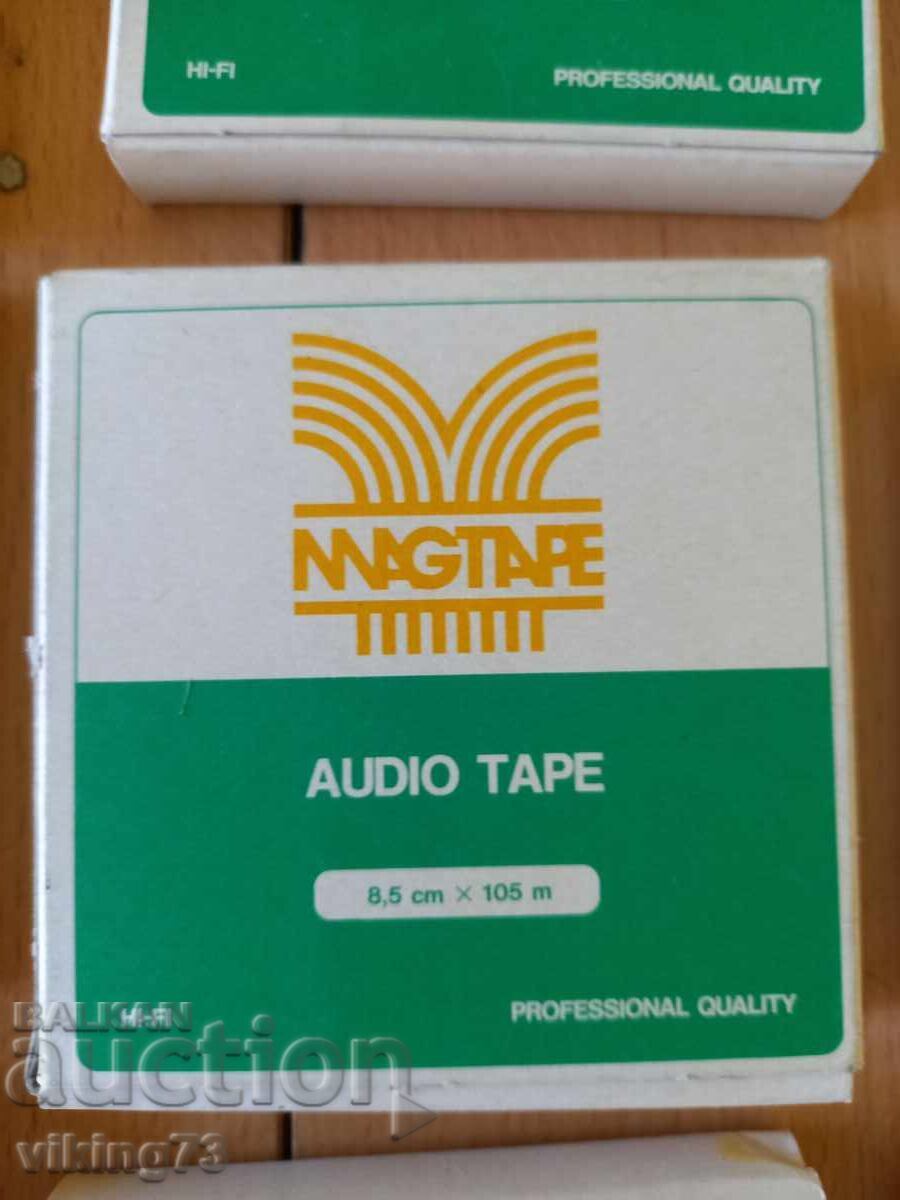 HI-FI PROFESSIONAL QUALITY
MAGTAPE
AUDIO TAPE
8,5 cm × 105 m
HI-FI PROFESSIONAL QUALITY
BALKAN
auction
viking73